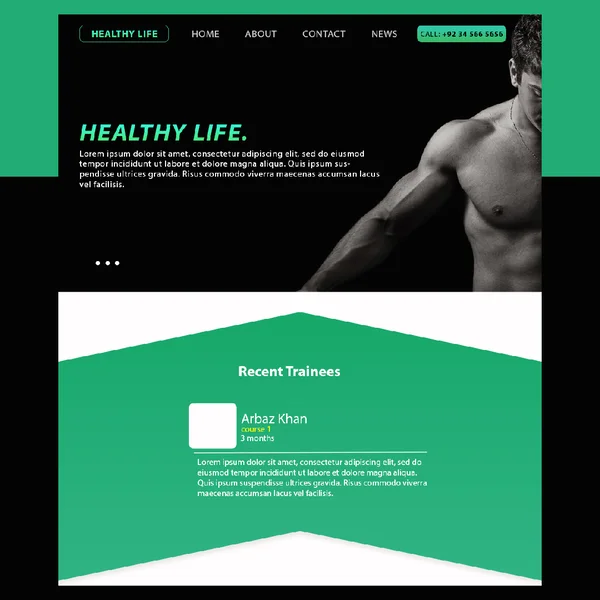 HEALTHY LIFE
HOME
ABOUT
CONTACT
NEWS
CALL: +92 34 566 5656
HEALTHY LIFE.
Lorem ipsum dolor sit amet, consectetur adipiscing elit, sed do eiusmod
tempor incididunt ut labore et dolore magna aliqua. Quis ipsum sus-
pendisse ultrices gravida. Risus commodo viverra maecenas accumsan lacus
vel facilisis.
Recent Trainees
Arbaz Khan
course 1
3 months
Lorem ipsum dolor sit amet, consectetur adipiscing elit, sed do
eiusmod tempor incididunt ut labore et dolore magna aliqua.
Quis ipsum suspendisse ultrices gravida. Risus commodo viverra
maecenas accumsan lacus vel facilisis.